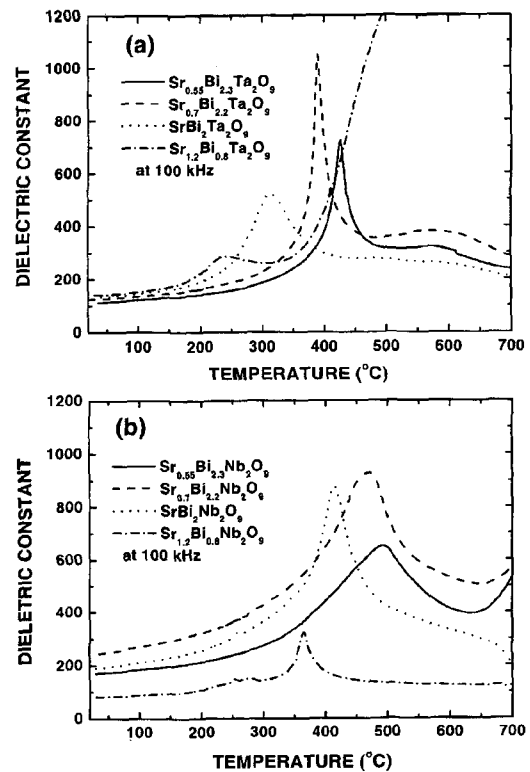 (a)
Sr0.55Bi2.3Ta2O9
Sr0.7Bi2.2Ta2O9
SrBi2Ta2O9
Sr1.2Bi0.8Ta2O9
at 100 kHz
DIELECTRIC CONSTANT
1200
1000
800
600
400
200
0
100 200 300 400 500 600 700
TEMPERATURE (°C)
(b)
Sr0.55Bi2.3Nb2O9
Sr0.7Bi2.2Nb2O9
SrBi2Nb2O9
Sr1.2Bi0.8Nb2O9
at 100 kHz
DIELETRIC CONSTANT
1200
1000
800
600
400
200
0
100 200 300 400 500 600 700
TEMPERATURE (°C)